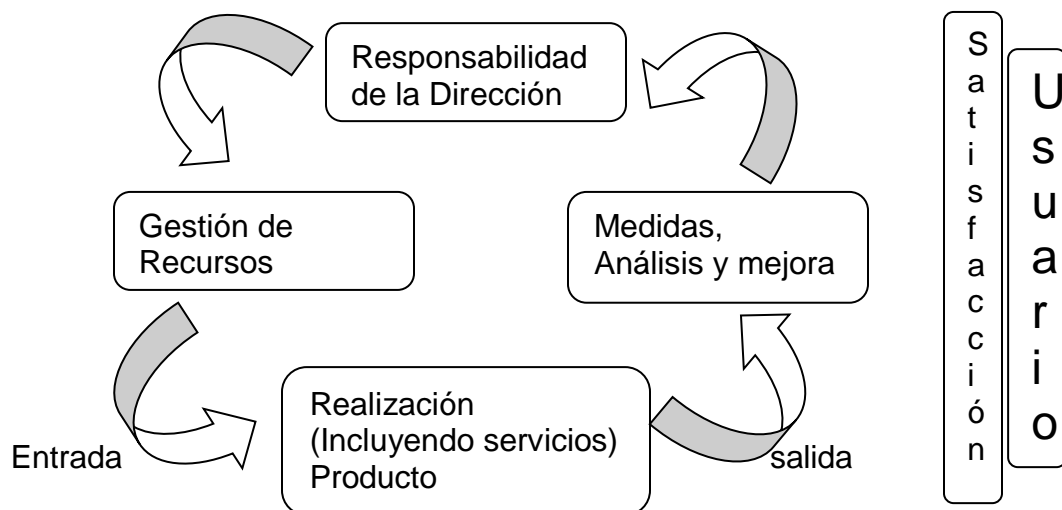 Responsabilidad
de la Dirección
Gestión de
Recursos
Medidas,
Análisis y mejora
Realización
(Incluyendo servicios)
Producto
Entrada
salida
Satisfacción
Usuario